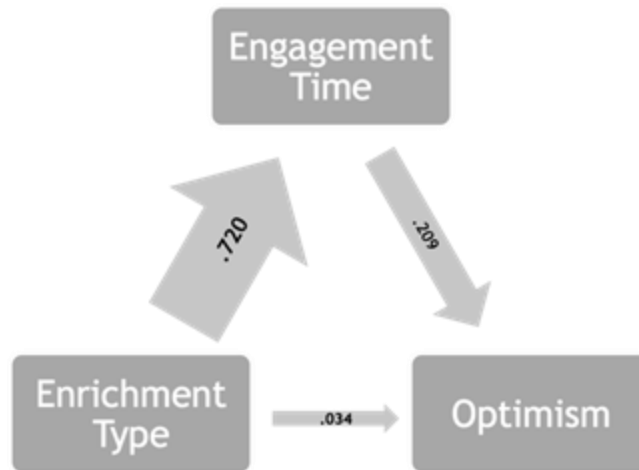 Engagement
Time
.720
.209
Enrichment
Type
.034
Optimism